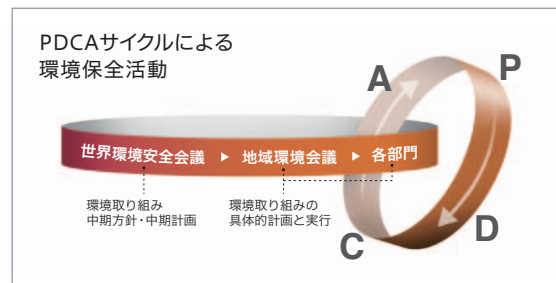 PDCAサイクルによる
環境保全活動
世界環境安全会議 ▶ 地域環境会議 ▶ 各部門
環境取り組み
中期方針・中期計画
環境取り組みの
具体的計画と実行
A
P
C
D